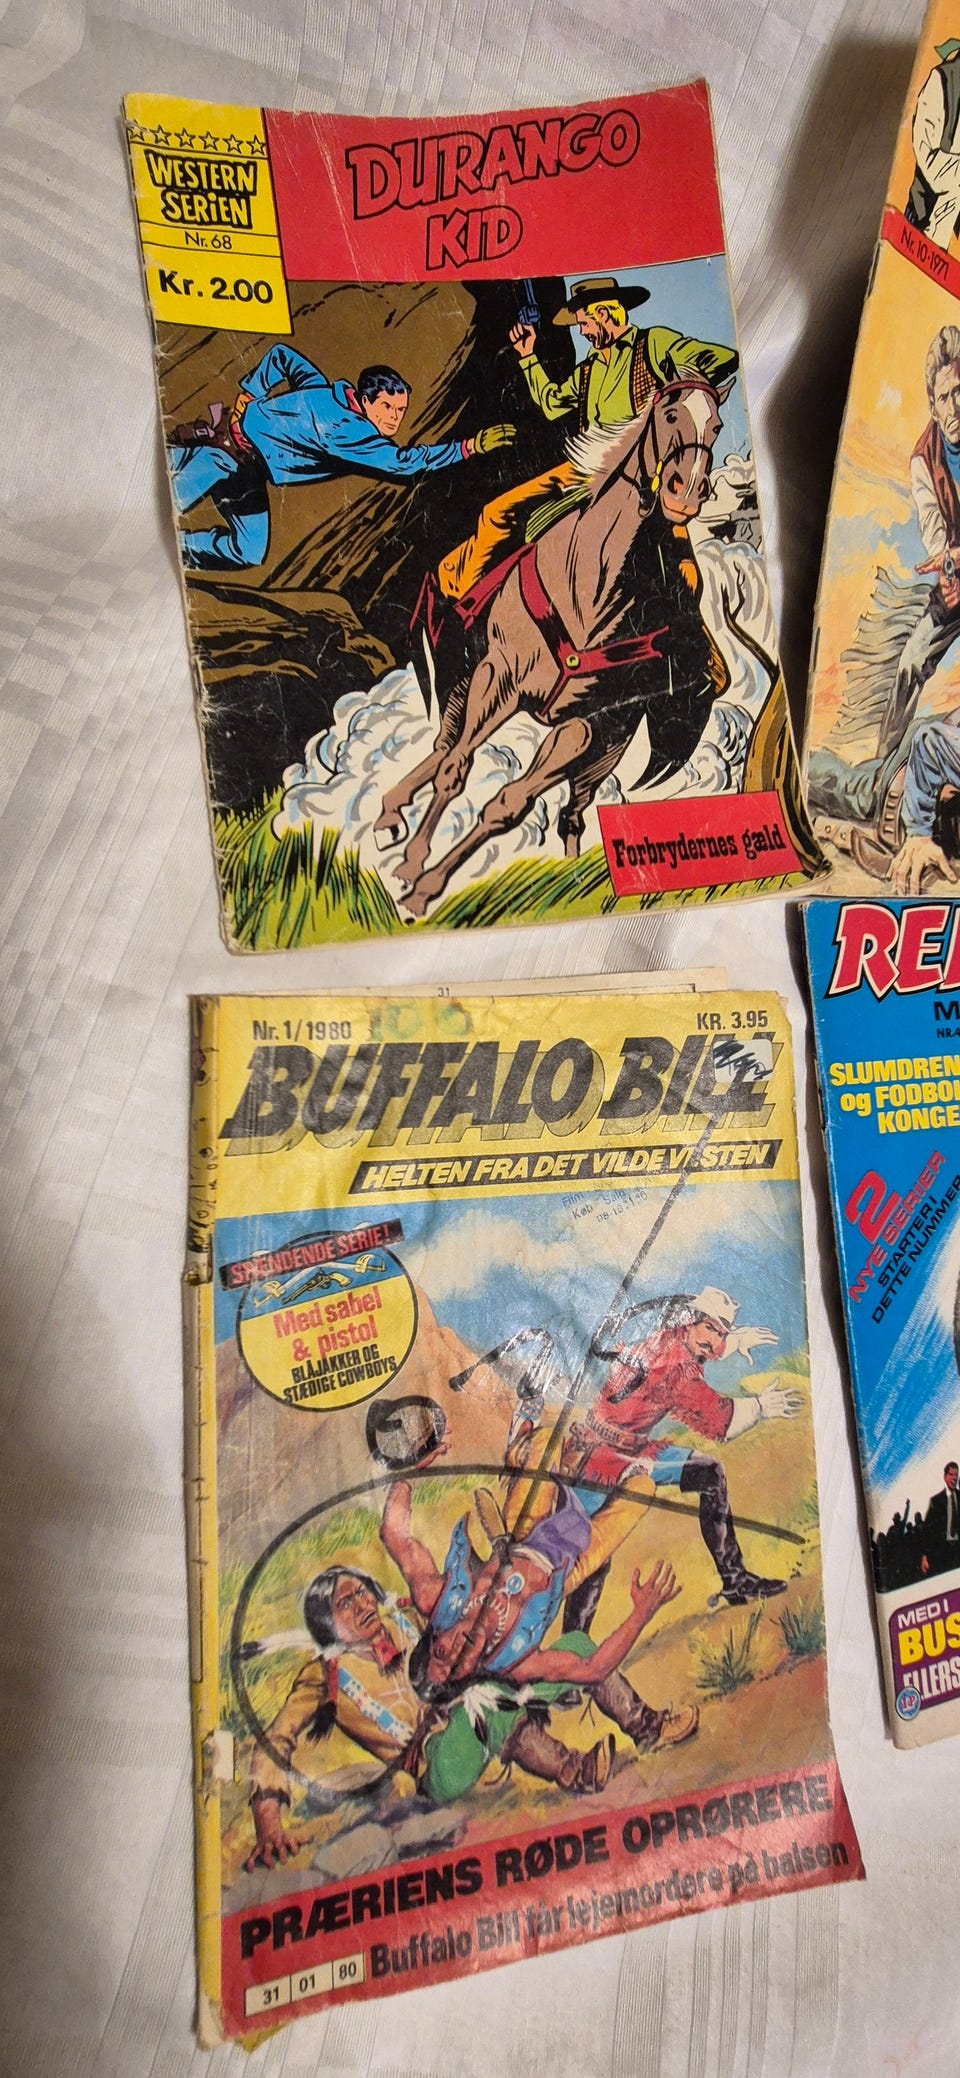 WESTERN
SERIEN
Nr. 68
Kr. 2.00
DURANGO
KID
Forbrydernes gæld
Nr. 10-1971
31
Nr. 1/1980
KR. 3.95
BUFFALO BILL
HELTEN FRA DET VILDE VESTEN
SPÆNDENDE SERIE!
Med sabel
& pistol
BLÅJAKKER OG
STÆDIGE COWBOYS
PRÆRIENS RØDE OPRØRERE
Buffalo Bill får lejemordere på halsen
31 01 80
SLUMDREN
og FODBOL
KONGE
2
NYE SERIER
STARTER I
DETTE NUMMER
MED I
BUS